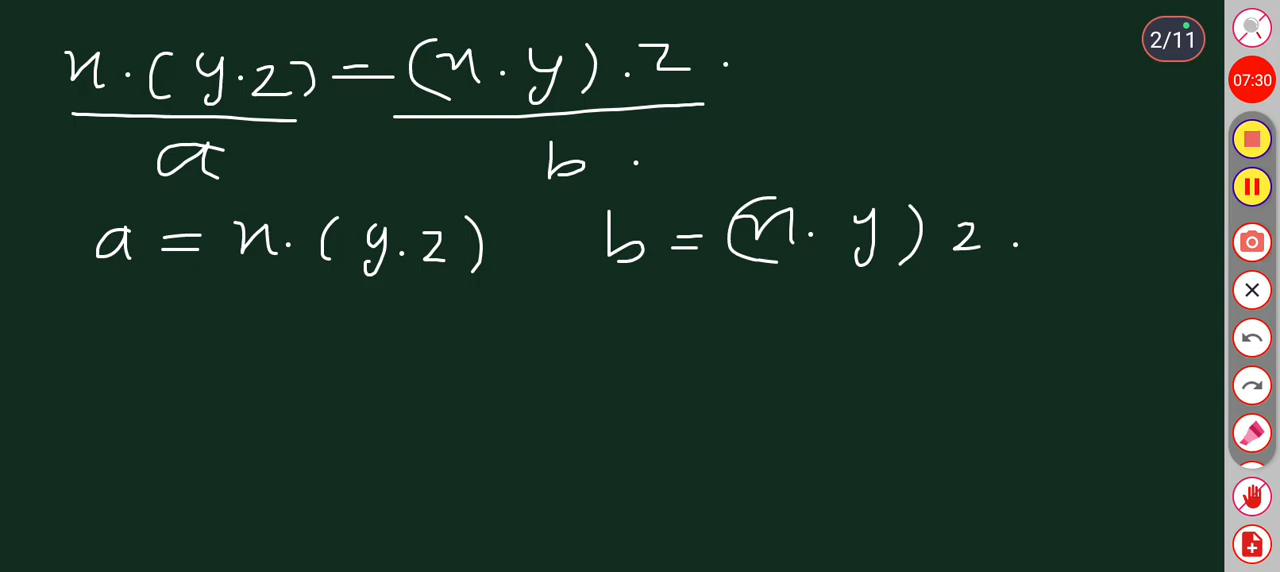 x · (y · z) = (x · y) · z .
a b .
a = x · (y · z) b = (x · y) z .
2/11
07:30